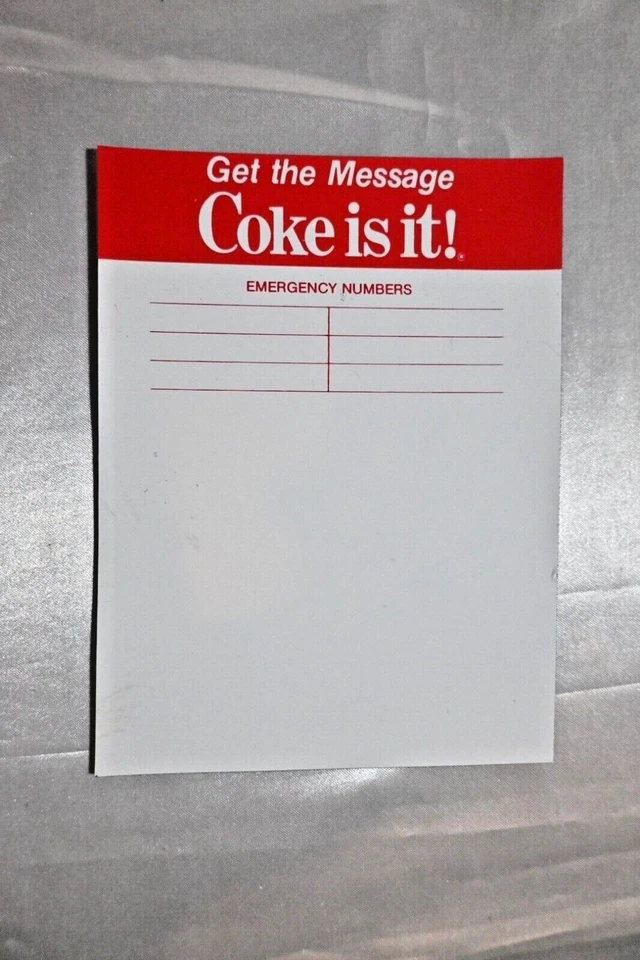 Get the Message
Coke is it!®
EMERGENCY NUMBERS